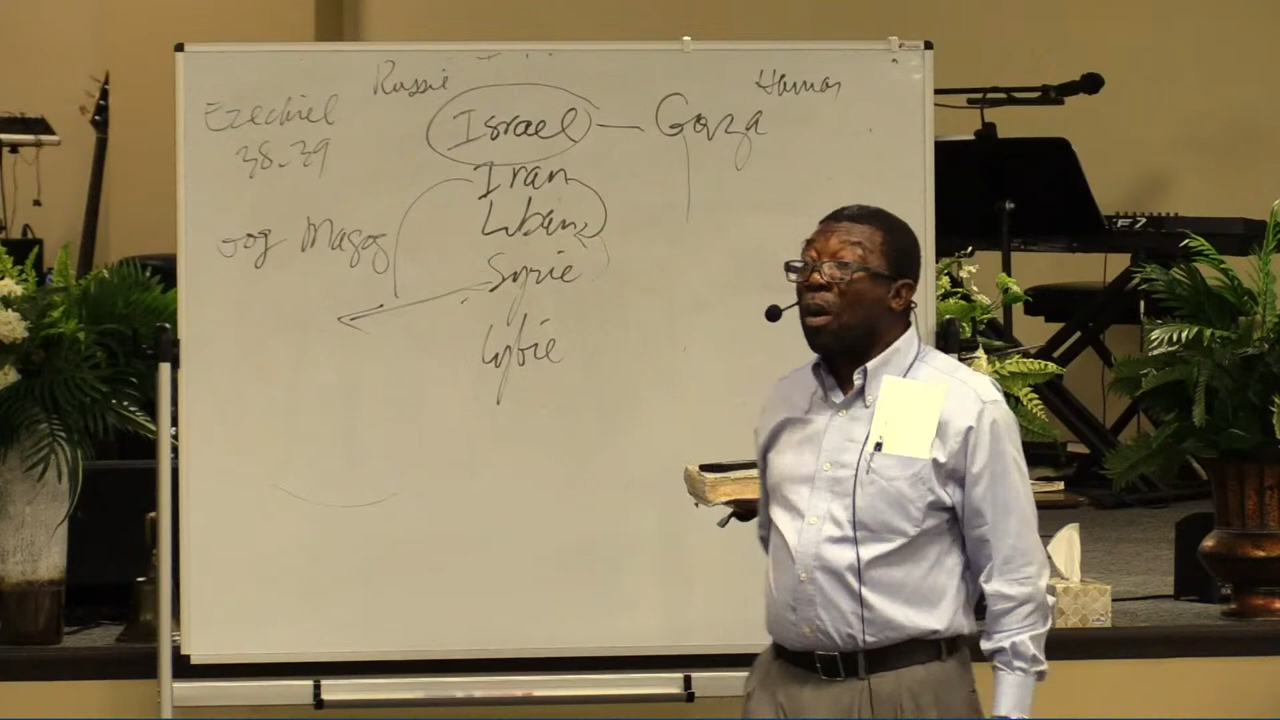 Russie
Hamas
Ezechiel
38-39
Israel — Gaza
Iran
Liban
gog Magog
Syrie
Lybie